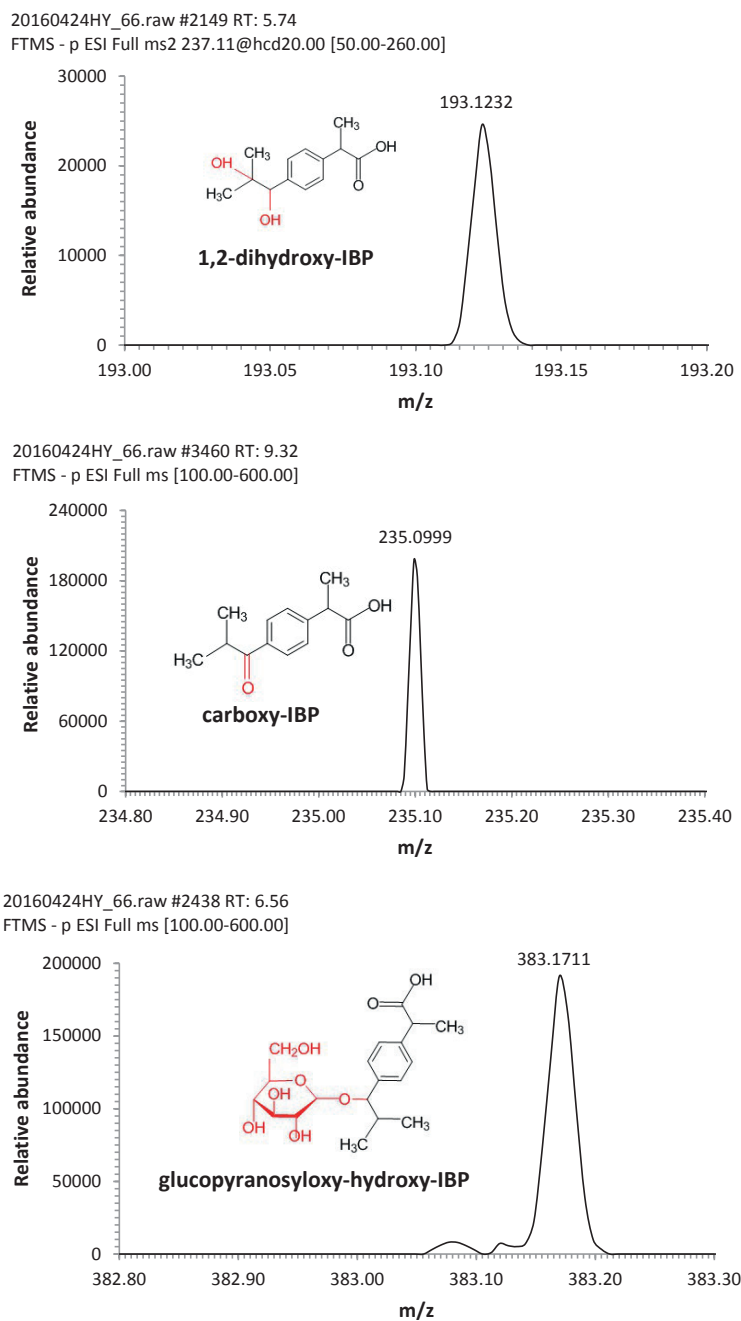 20160424HY_66.raw #2149 RT: 5.74
FTMS - p ESI Full ms2 237.11@hcd20.00 [50.00-260.00]
30000
193.1232
CH₃
OH
CH₃
OH
O
H₃C
OH
1,2-dihydroxy-IBP
20000
10000
0
Relative abundance
193.00 193.05 193.10 193.15 193.20
m/z
20160424HY_66.raw #3460 RT: 9.32
FTMS - p ESI Full ms [100.00-600.00]
240000
235.0999
CH₃
OH
CH₃
O
H₃C
O
carboxy-IBP
180000
120000
60000
0
Relative abundance
234.80 234.90 235.00 235.10 235.20 235.30 235.40
m/z
20160424HY_66.raw #2438 RT: 6.56
FTMS - p ESI Full ms [100.00-600.00]
200000
383.1711
OH
O
CH₃
CH₂OH
O
OH
O
OH
OH
CH₃
H₃C
glucopyranosyloxy-hydroxy-IBP
150000
100000
50000
0
Relative abundance
382.80 382.90 383.00 383.10 383.20 383.30
m/z